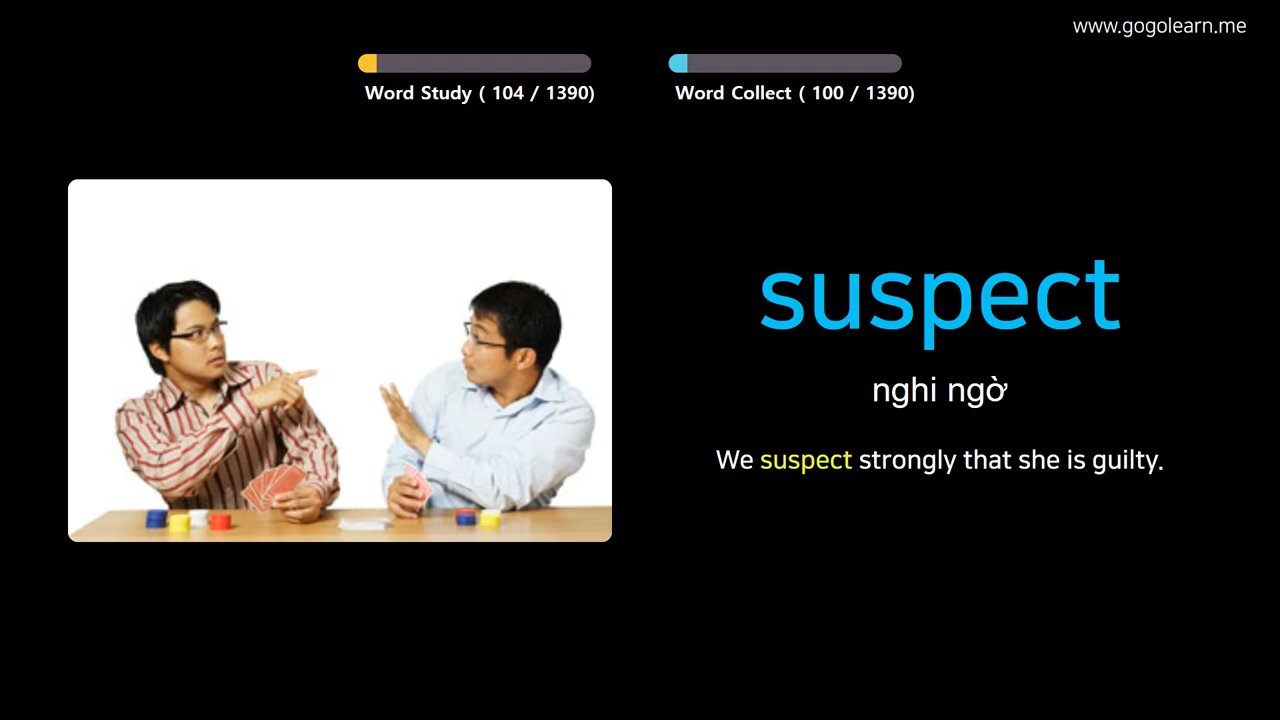 www.gogolearn.me
Word Study ( 104 / 1390)
Word Collect ( 100 / 1390)
suspect
nghi ngờ
We suspect strongly that she is guilty.